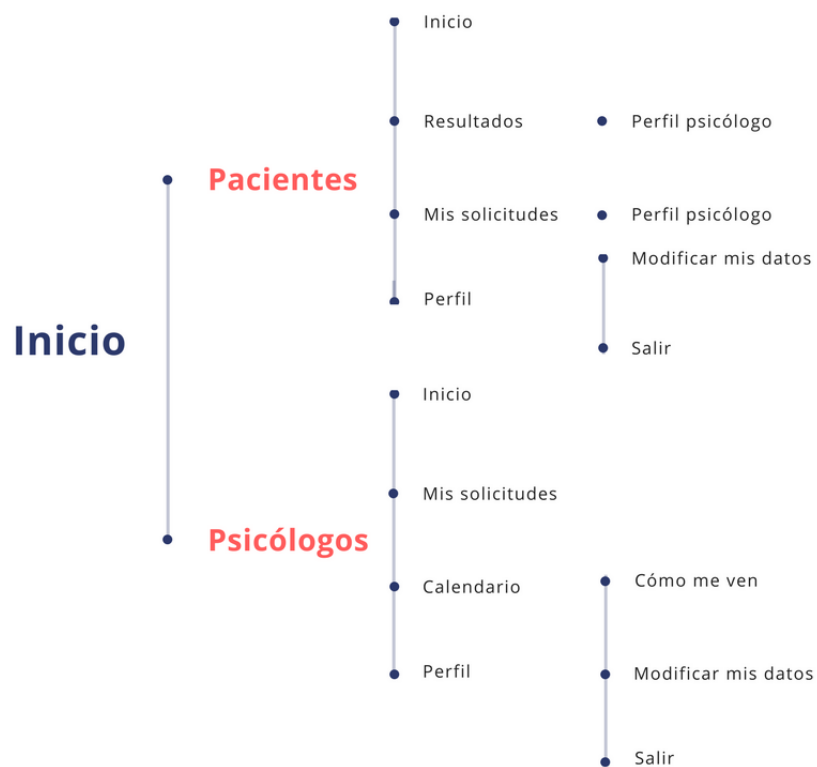 Inicio
Pacientes
Inicio
Resultados
Perfil psicólogo
Mis solicitudes
Perfil psicólogo
Perfil
Modificar mis datos
Salir
Psicólogos
Inicio
Mis solicitudes
Calendario
Perfil
Cómo me ven
Modificar mis datos
Salir